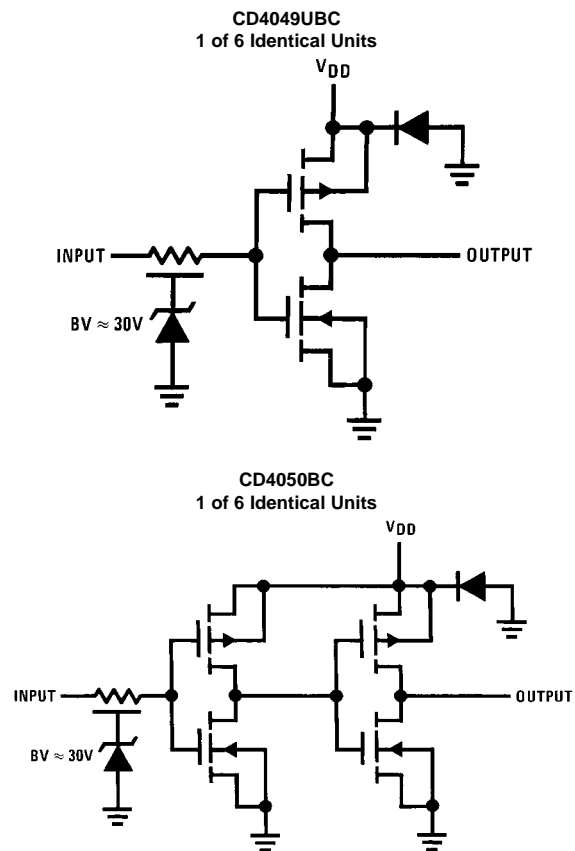 CD4049UBC
1 of 6 Identical Units
VDD
INPUT
OUTPUT
BV ≈ 30V
CD4050BC
1 of 6 Identical Units
VDD
INPUT
OUTPUT
BV ≈ 30V